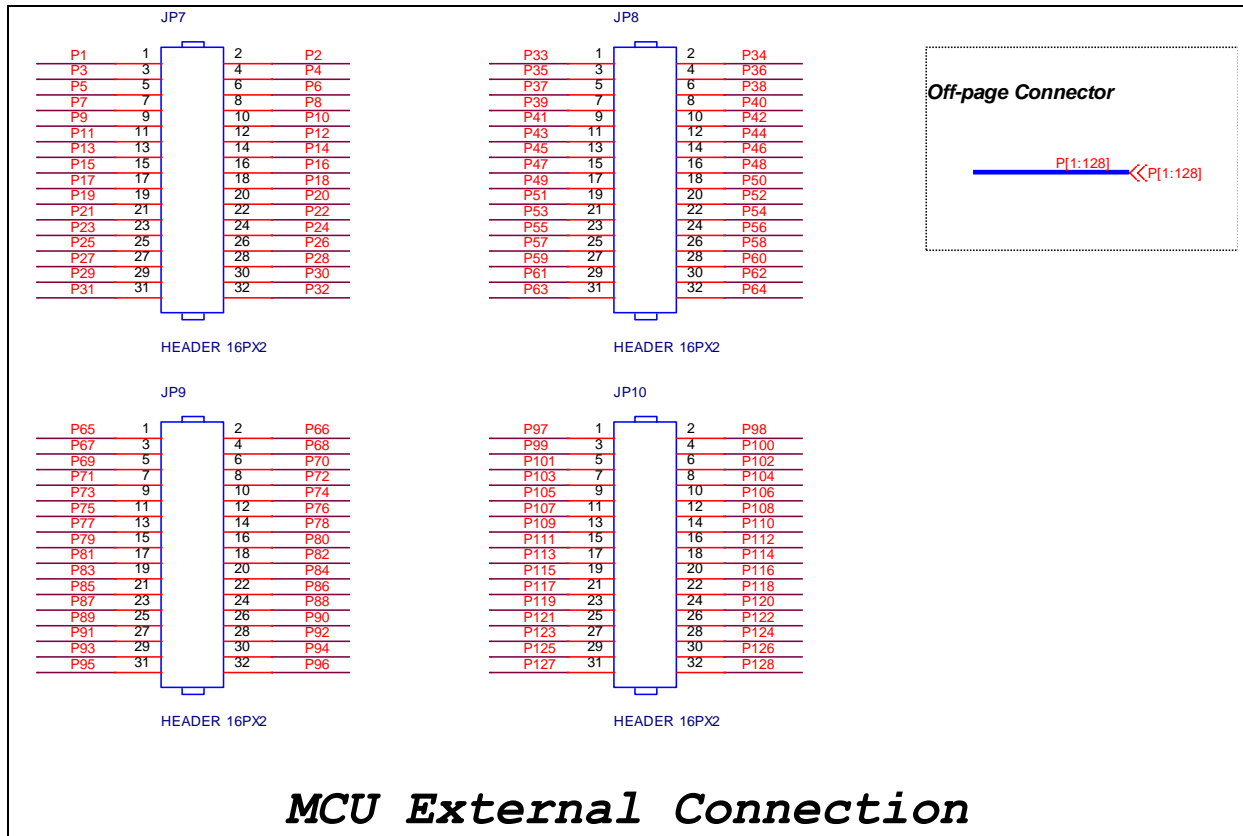 JP7
P1 1 2 P2
P3 3 4 P4
P5 5 6 P6
P7 7 8 P8
P9 9 10 P10
P11 11 12 P12
P13 13 14 P14
P15 15 16 P16
P17 17 18 P18
P19 19 20 P20
P21 21 22 P22
P23 23 24 P24
P25 25 26 P26
P27 27 28 P28
P29 29 30 P30
P31 31 32 P32
HEADER 16PX2
JP8
P33 1 2 P34
P35 3 4 P36
P37 5 6 P38
P39 7 8 P40
P41 9 10 P42
P43 11 12 P44
P45 13 14 P46
P47 15 16 P48
P49 17 18 P50
P51 19 20 P52
P53 21 22 P54
P55 23 24 P56
P57 25 26 P58
P59 27 28 P60
P61 29 30 P62
P63 31 32 P64
HEADER 16PX2
Off-page Connector
P[1:128] P[1:128]
JP9
P65 1 2 P66
P67 3 4 P68
P69 5 6 P70
P71 7 8 P72
P73 9 10 P74
P75 11 12 P76
P77 13 14 P78
P79 15 16 P80
P81 17 18 P82
P83 19 20 P84
P85 21 22 P86
P87 23 24 P88
P89 25 26 P90
P91 27 28 P92
P93 29 30 P94
P95 31 32 P96
HEADER 16PX2
JP10
P97 1 2 P98
P99 3 4 P100
P101 5 6 P102
P103 7 8 P104
P105 9 10 P106
P107 11 12 P108
P109 13 14 P110
P111 15 16 P112
P113 17 18 P114
P115 19 20 P116
P117 21 22 P118
P119 23 24 P120
P121 25 26 P122
P123 27 28 P124
P125 29 30 P126
P127 31 32 P128
HEADER 16PX2
MCU External Connection